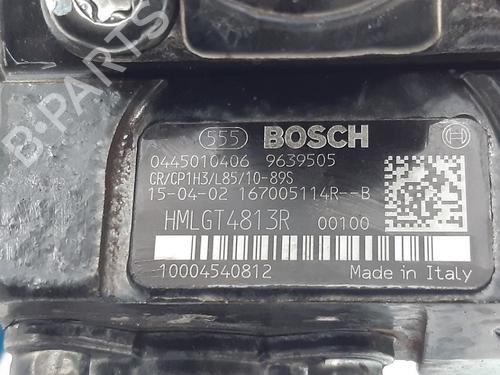 555 BOSCH
0445010406 9639505
CR/CP1H3/L85/10-89S
15-04-02 167005114R--B
HMLGT4813R 00100
10004540812 Made in Italy
B-PARTS